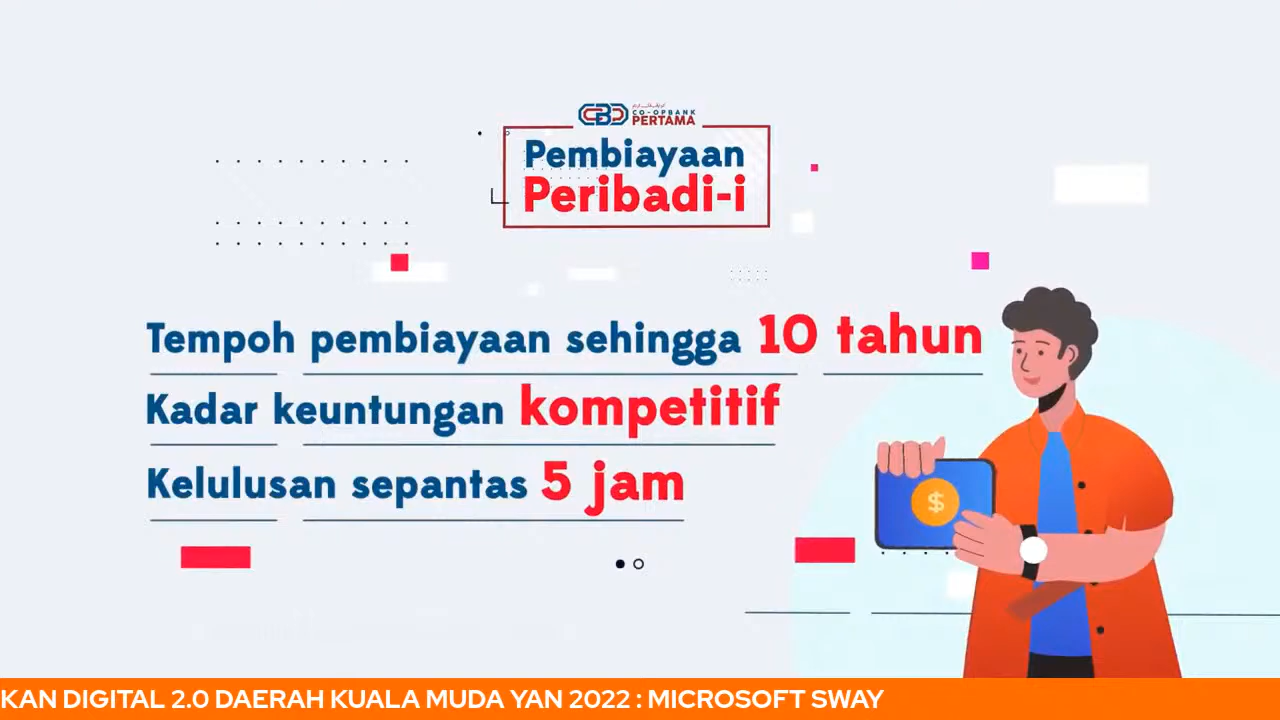 CBP
CO-OPBANK
PERTAMA
Pembiayaan
Peribadi-i
Tempoh pembiayaan sehingga 10 tahun
Kadar keuntungan kompetitif
Kelulusan sepantas 5 jam
$
KAN DIGITAL 2.0 DAERAH KUALA MUDA YAN 2022 : MICROSOFT SWAY